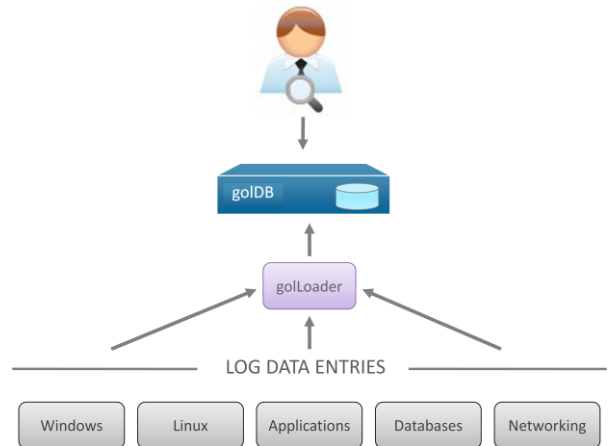 golDB
golLoader
LOG DATA ENTRIES
Windows
Linux
Applications
Databases
Networking